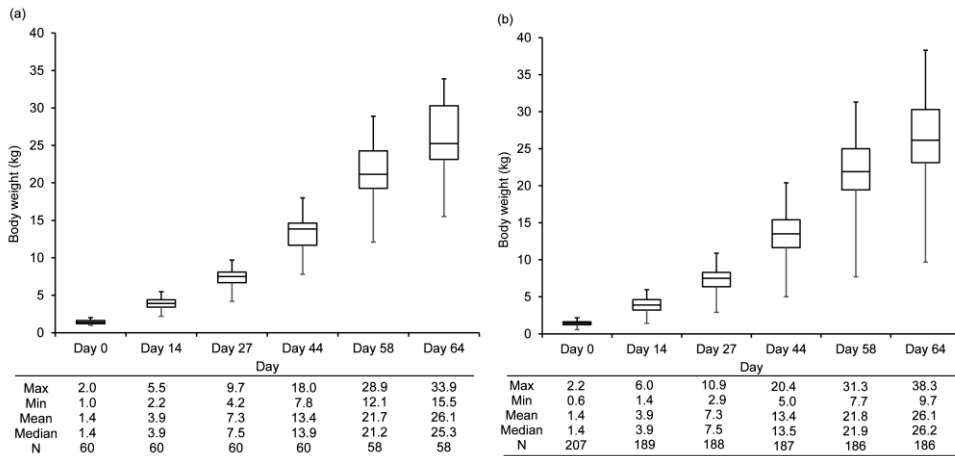 (a)
40
35
30
25
20
15
10
5
0
Body weight (kg)
Day 0 Day 14 Day 27 Day 44 Day 58 Day 64
Day
Max 2.0 5.5 9.7 18.0 28.9 33.9
Min 1.0 2.2 4.2 7.8 12.1 15.5
Mean 1.4 3.9 7.3 13.4 21.7 26.1
Median 1.4 3.9 7.5 13.9 21.2 25.3
N 60 60 60 60 58 58
(b)
40
35
30
25
20
15
10
5
0
Body weight (kg)
Day 0 Day 14 Day 27 Day 44 Day 58 Day 64
Day
Max 2.2 6.0 10.9 20.4 31.3 38.3
Min 0.6 1.4 2.9 5.0 7.7 9.7
Mean 1.4 3.9 7.3 13.4 21.8 26.1
Median 1.4 3.9 7.5 13.5 21.9 26.2
N 207 189 188 187 186 186